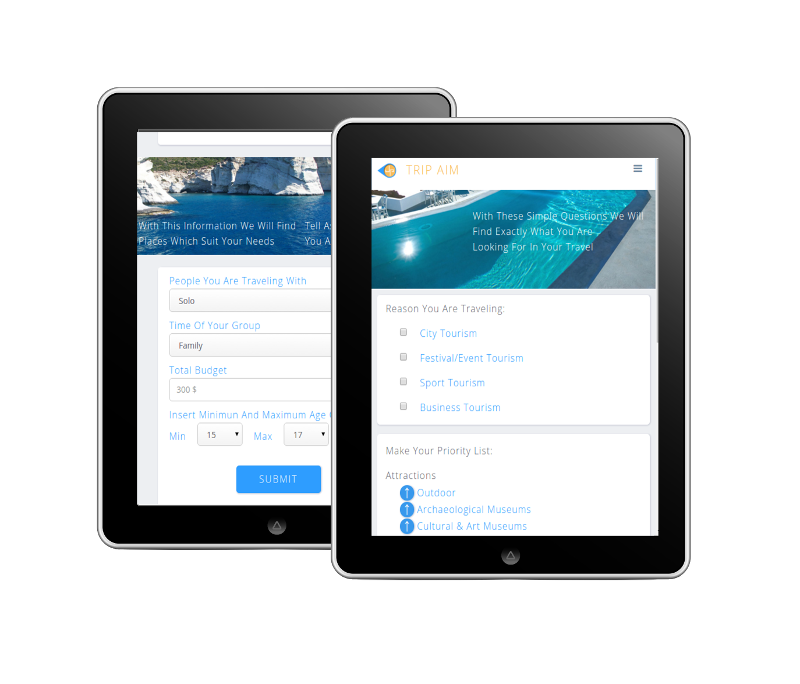 With This Information We Will Find
Places Which Suit Your Needs
Tell
You
People You Are Traveling With
Solo
Time Of Your Group
Family
Total Budget
300 $
Insert Minimun And Maximum Age
Min
15
Max
17
SUBMIT
TRIP AIM
With These Simple Questions We Will
Find Exactly What You Are
Looking For In Your Travel
Reason You Are Traveling:
City Tourism
Festival/Event Tourism
Sport Tourism
Business Tourism
Make Your Priority List:
Attractions
Outdoor
Archaeological Museums
Cultural & Art Museums